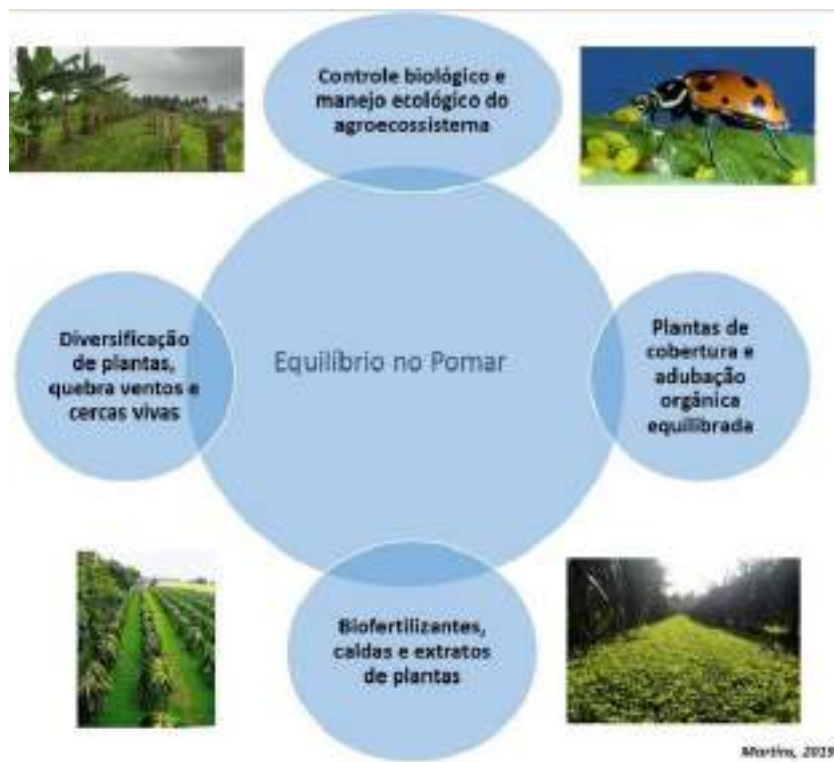 Controle biológico e
manejo ecológico do
agroecossistema
Diversificação
de plantas,
quebra ventos e
cercas vivas
Equilíbrio no Pomar
Plantas de
cobertura e
adubação
orgânica
equilibrada
Biofertilizantes,
caldas e extratos
de plantas
Martins, 2019